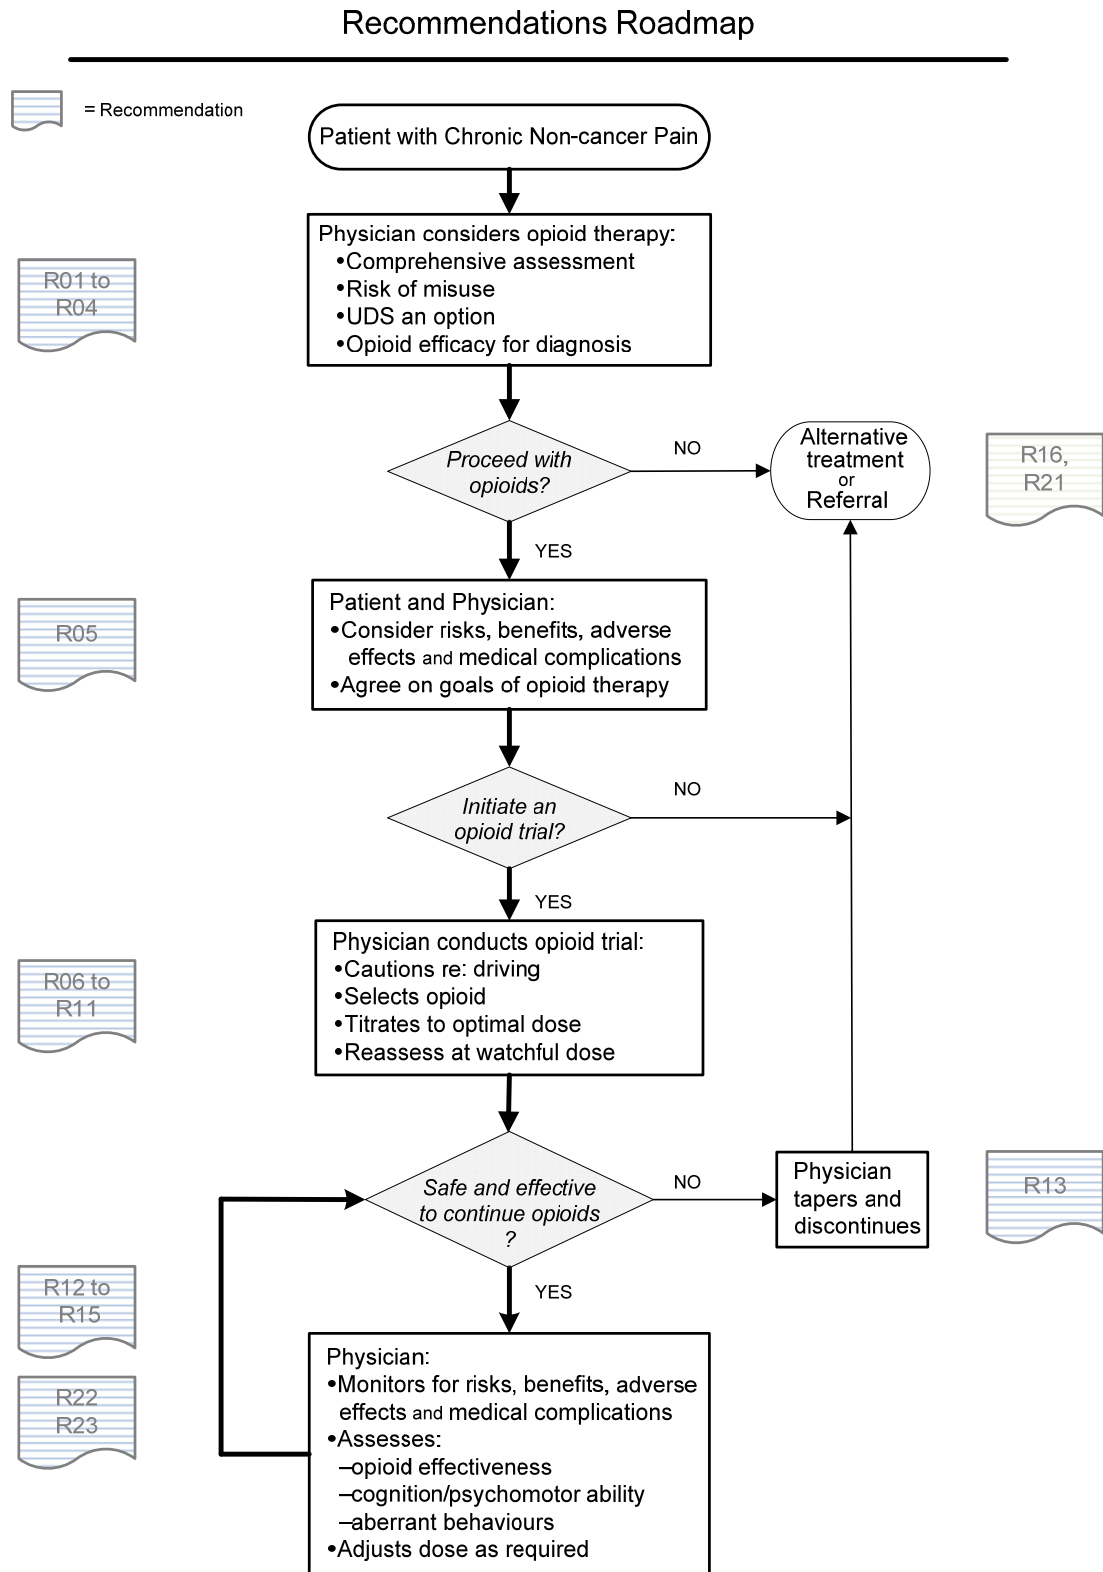 Recommendations Roadmap
= Recommendation
Patient with Chronic Non-cancer Pain
Physician considers opioid therapy:
•Comprehensive assessment
•Risk of misuse
•UDS an option
•Opioid efficacy for diagnosis
R01 to
R04
Proceed with
opioids?
NO
Alternative
treatment
or
Referral
R16,
R21
YES
Patient and Physician:
•Consider risks, benefits, adverse
effects and medical complications
•Agree on goals of opioid therapy
R05
Initiate an
opioid trial?
NO
YES
Physician conducts opioid trial:
•Cautions re: driving
•Selects opioid
•Titrates to optimal dose
•Reassess at watchful dose
R06 to
R11
Safe and effective
to continue opioids
?
NO
Physician
tapers and
discontinues
R13
YES
R12 to
R15
R22
R23
Physician:
•Monitors for risks, benefits, adverse
effects and medical complications
•Assesses:
–opioid effectiveness
–cognition/psychomotor ability
–aberrant behaviours
•Adjusts dose as required